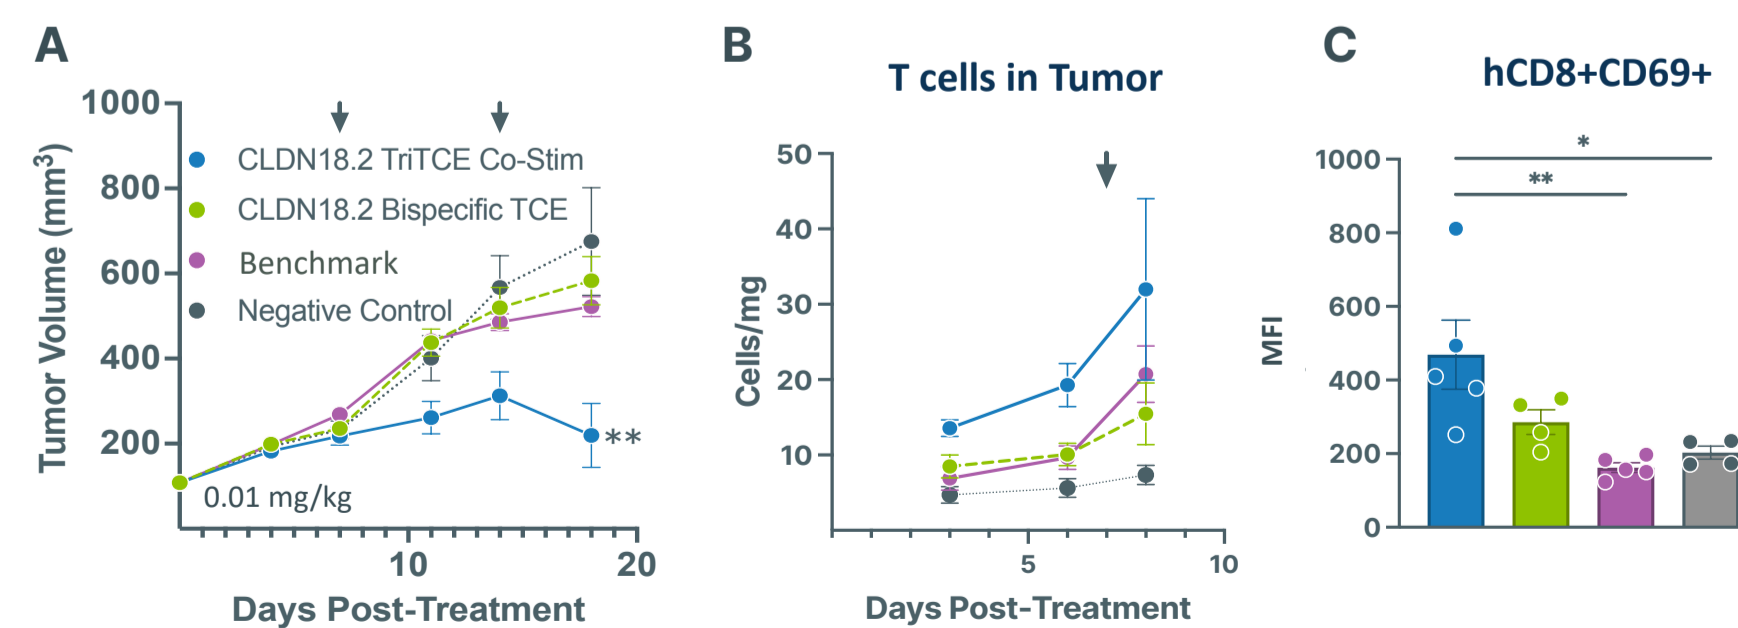 A
1000
800
600
400
200
Tumor Volume (mm³)
CLDN18.2 TriTCE Co-Stim
CLDN18.2 Bispecific TCE
Benchmark
Negative Control
**
0.01 mg/kg
10
20
Days Post-Treatment
B
T cells in Tumor
50
40
30
20
10
Cells/mg
5
10
Days Post-Treatment
C
hCD8+CD69+
*
**
1000
800
600
400
200
0
MFI